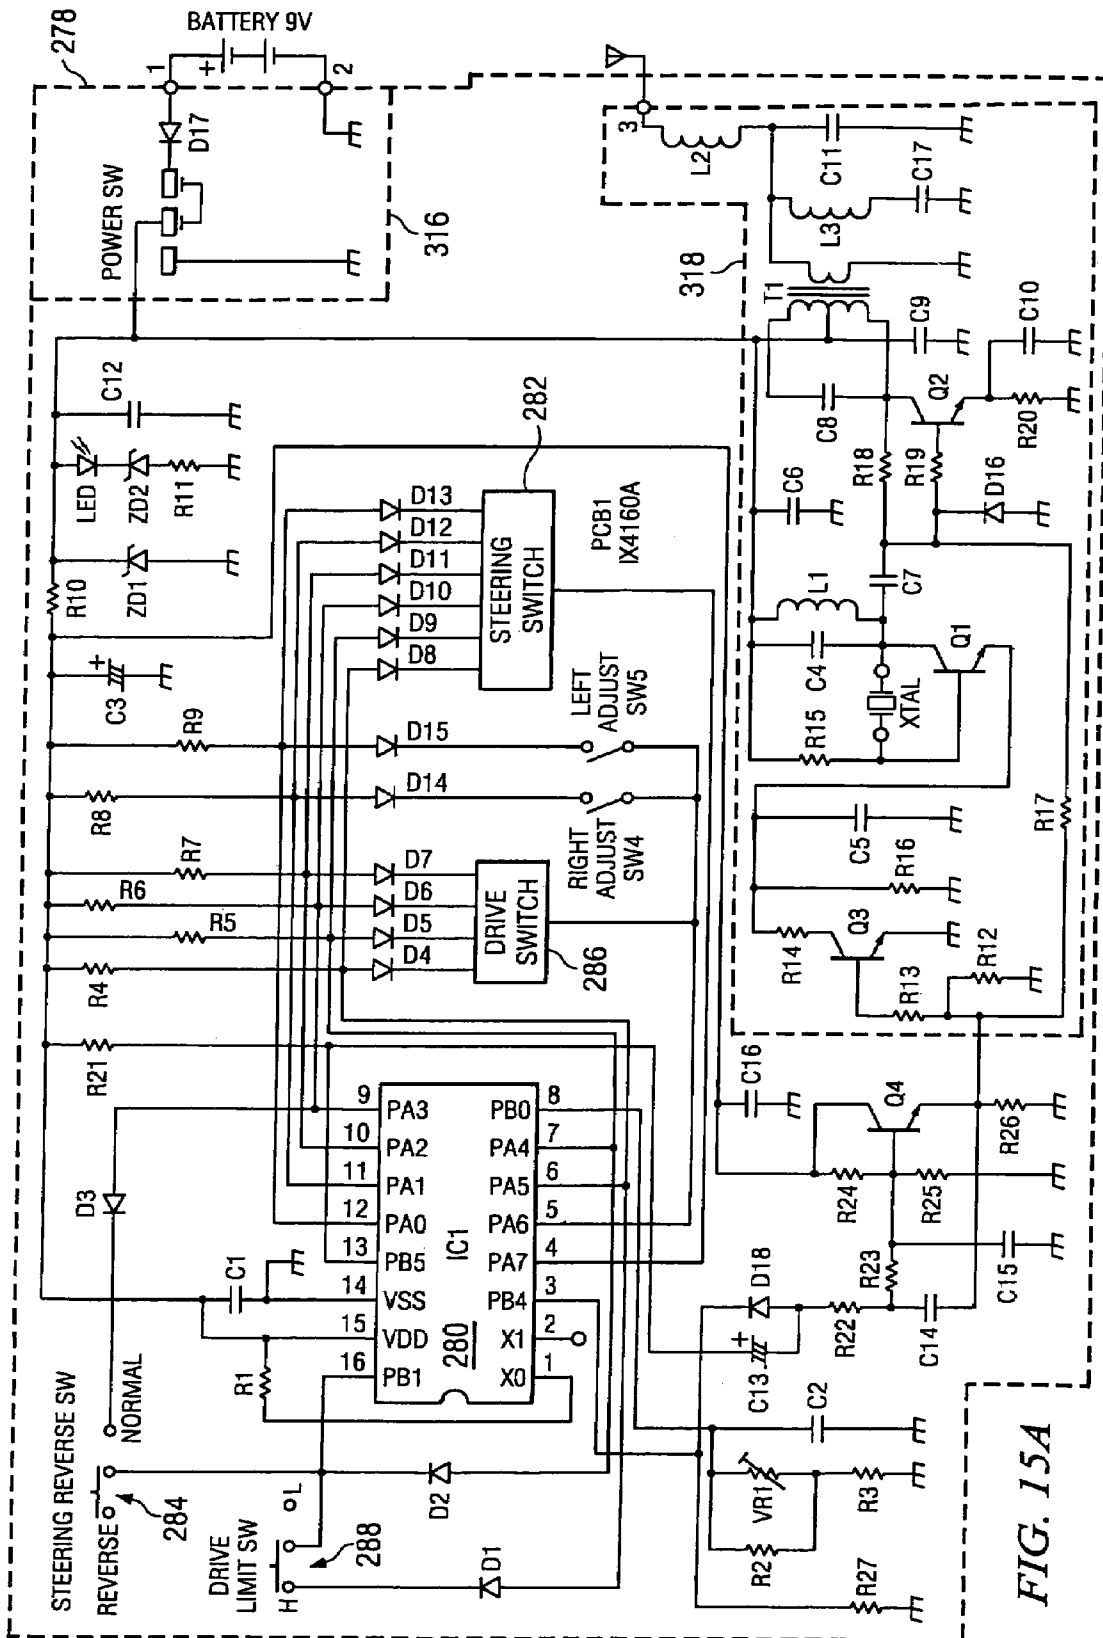 BATTERY 9V
278
1
+
2
D17
POWER SW
316
3
L2
C11
C17
L3
318
T1
C9
C10
C12
LED
ZD2
R11
ZD1
R10
C3
+
282
D13
D12
D11
D10
D9
D8
STEERING
SWITCH
PCB1
IX4160A
C8
Q2
R20
R18
R19
C6
D16
C7
L1
C4
R15
XTAL
Q1
R9
R8
R7
R6
R5
R4
R21
D15
D14
LEFT
ADJUST
SW5
RIGHT
ADJUST
SW4
D7
D6
D5
D4
DRIVE
SWITCH
286
C5
R16
R17
Q3
R14
R13
R12
D3
9 PA3
10 PA2
11 PA1
12 PA0
13 PB5
14 VSS
15 VDD
16 PB1
IC1
280
PB0 8
PA4 7
PA5 6
PA6 5
PA7 4
PB4 3
X1 2
X0 1
C1
R1
C16
Q4
R24
R25
R26
R23
C15
D18
+
C13
R22
C14
STEERING REVERSE SW
NORMAL
REVERSE
284
DRIVE
LIMIT SW
H
L
288
D2
D1
C2
VR1
R2
R3
R27
FIG. 15A